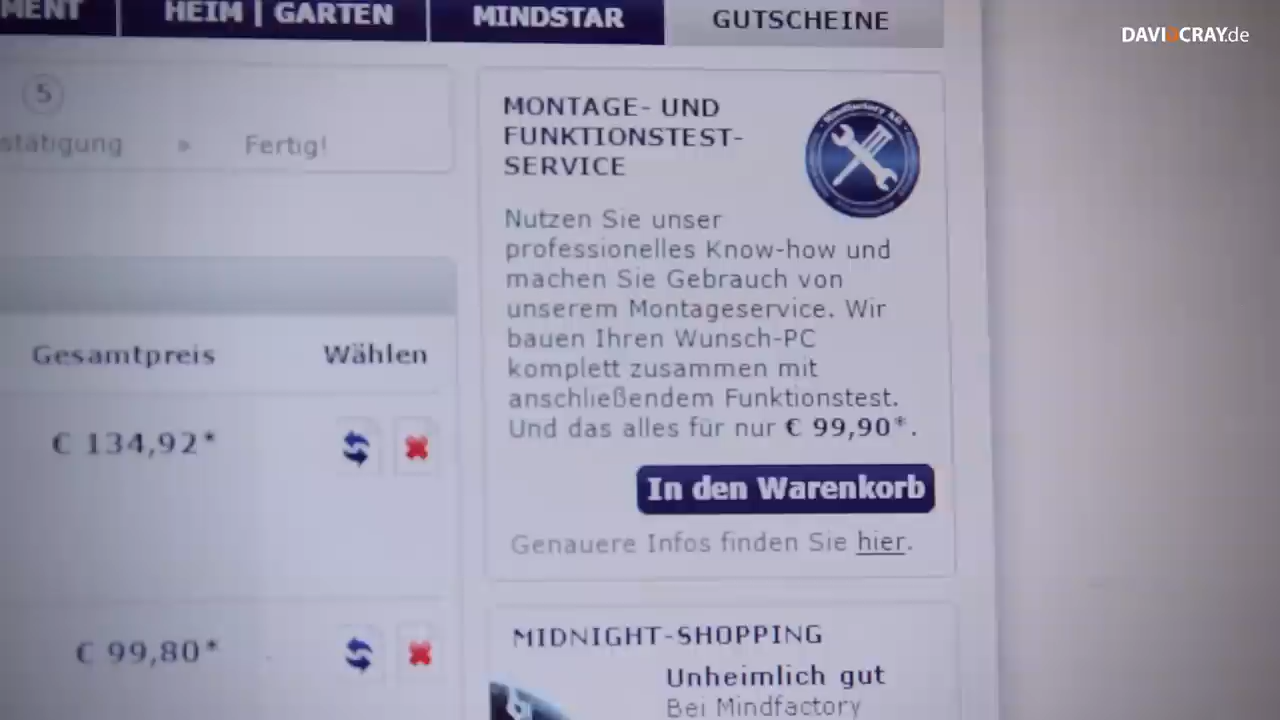 MENT
HEIM | GARTEN
MINDSTAR
GUTSCHEINE
DAVIDCRAY.de
5
stätigung » Fertig!
MONTAGE- UND
FUNKTIONSTEST-
SERVICE
Mindfactory AG
Nutzen Sie unser
professionelles Know-how und
machen Sie Gebrauch von
unserem Montageservice. Wir
bauen Ihren Wunsch-PC
komplett zusammen mit
anschließendem Funktionstest.
Und das alles für nur € 99,90*.
In den Warenkorb
Genauere Infos finden Sie hier.
Gesamtpreis Wählen
€ 134,92*
€ 99,80*
MIDNIGHT-SHOPPING
Unheimlich gut
Bei Mindfactory